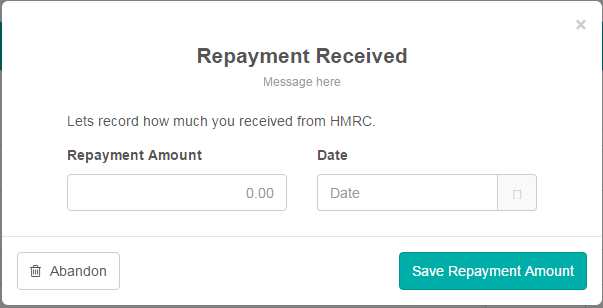 ×
Repayment Received
Message here
Lets record how much you received from HMRC.
Repayment Amount Date
0.00 Date
Abandon Save Repayment Amount